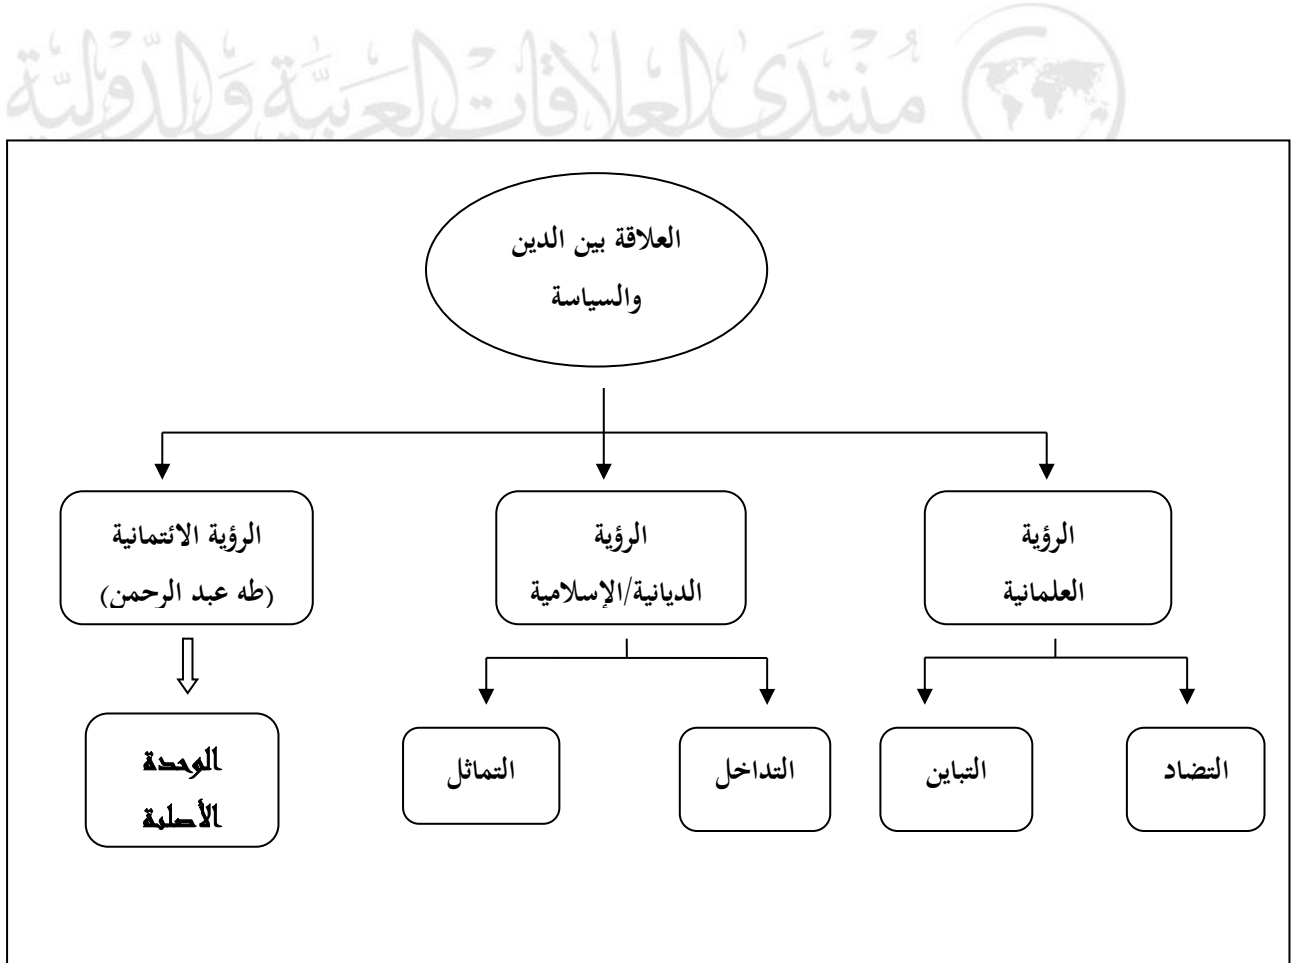 منتدى العلاقات العربية والدولية
العلاقة بين الدين
والسياسة
الرؤية
العلمانية
الرؤية
الديانية/الإسلامية
الرؤية الائتمانية
(طه عبد الرحمن)
التضاد
التباين
التداخل
التماثل
الوحدة
الأصلية